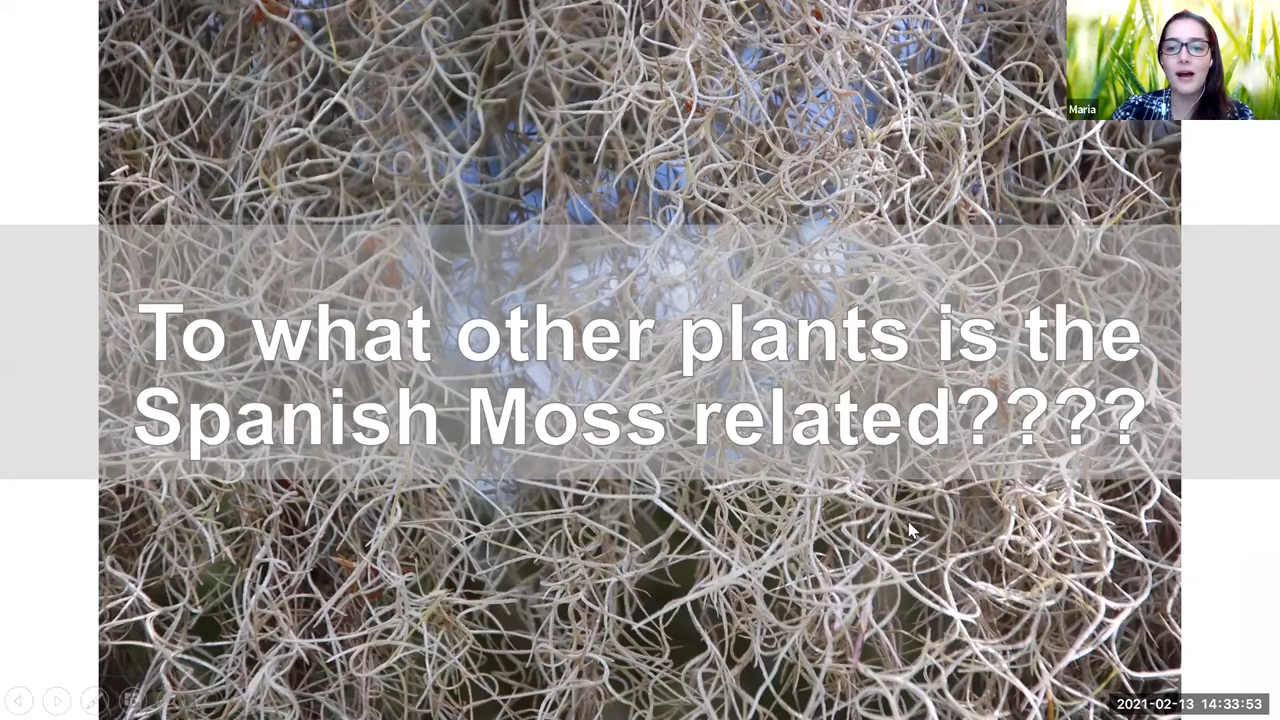 Maria
To what other plants is the
Spanish Moss related????
2021-02-13 14:33:53